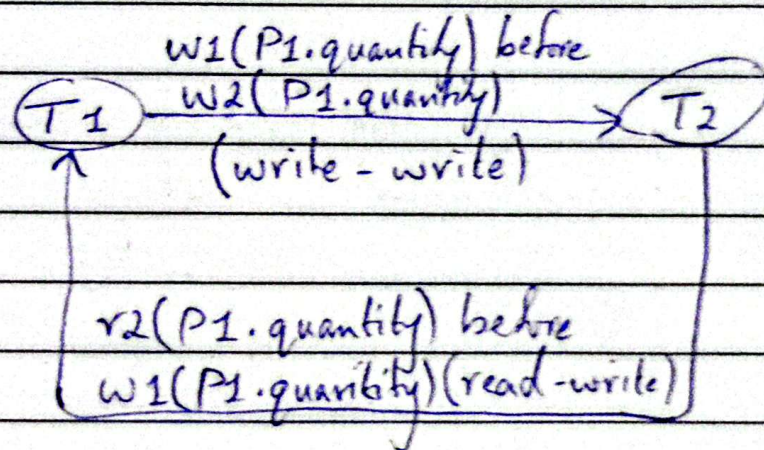 w1(P1.quantity) before
T1 w2(P1.quantity) T2
(write - write)
r2(P1.quantity) before
w1(P1.quantity)(read-write)